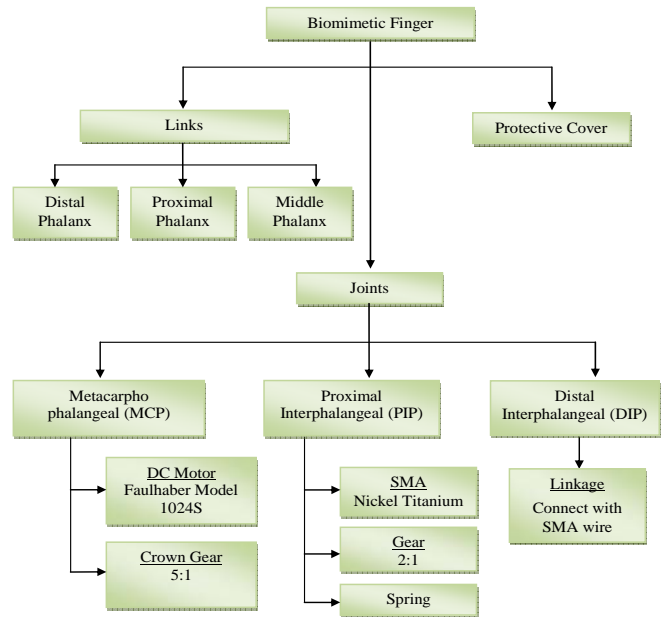 Biomimetic Finger
Links
Protective Cover
Distal
Phalanx
Proximal
Phalanx
Middle
Phalanx
Joints
Metacarpho
phalangeal (MCP)
Proximal
Interphalangeal (PIP)
Distal
Interphalangeal (DIP)
DC Motor
Faulhaber Model
1024S
Crown Gear
5:1
SMA
Nickel Titanium
Gear
2:1
Spring
Linkage
Connect with
SMA wire